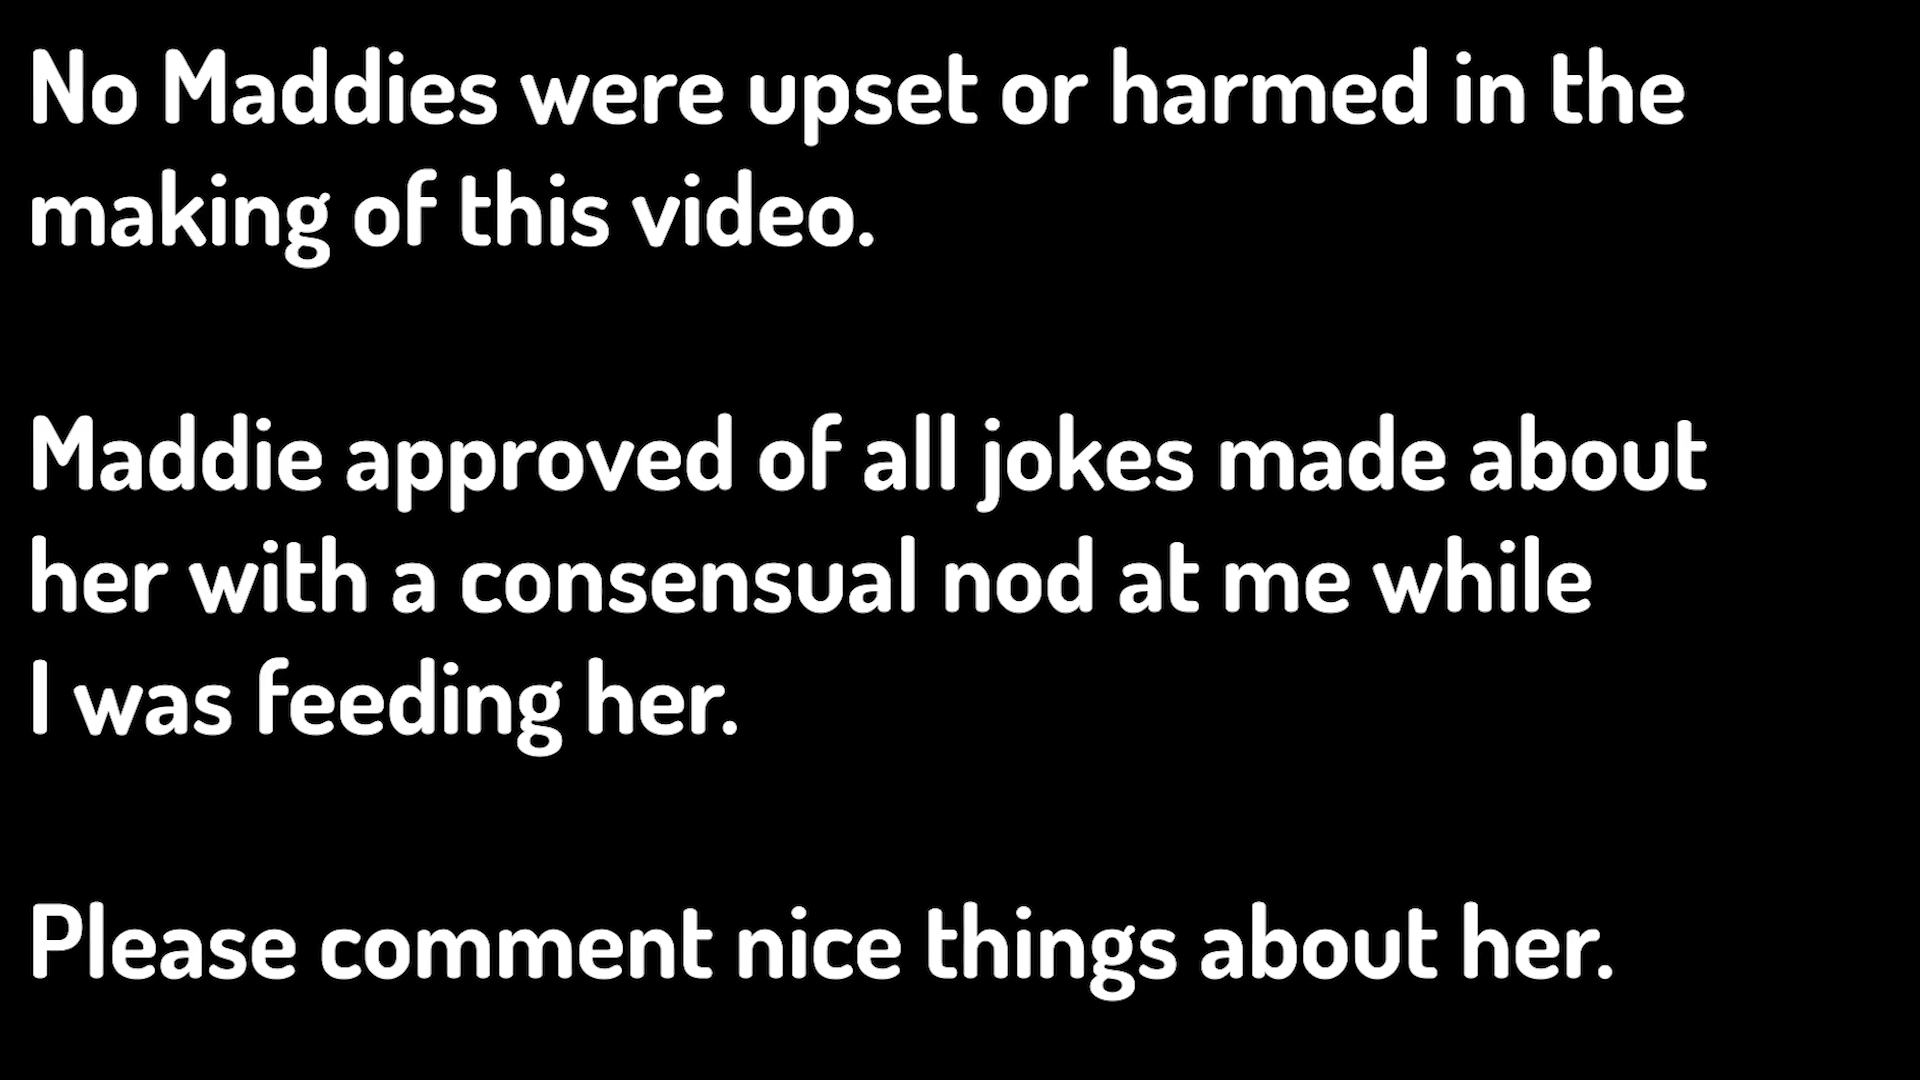 No Maddies were upset or harmed in the
making of this video.
Maddie approved of all jokes made about
her with a consensual nod at me while
I was feeding her.
Please comment nice things about her.